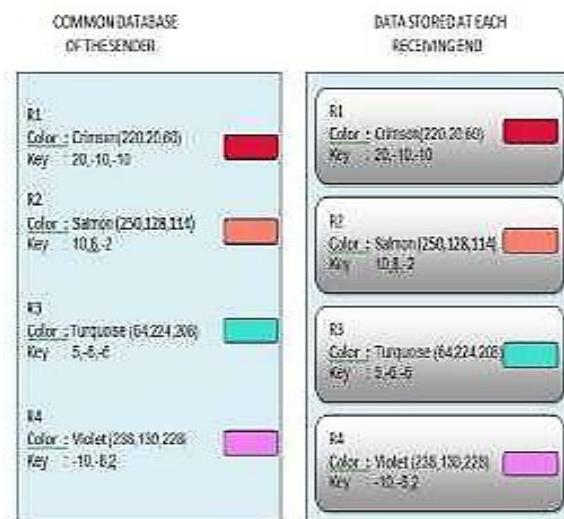 COMMON DATABASE
OF THE SENDER
R1
Color : Crimson(220,20,60)
Key : 20,-10,-10
R2
Color : Salmon (250,128,114)
Key : 10,8,-2
R3
Color : Turquoise (64,224,208)
Key : 5,-6,-6
R4
Color : Violet (238,130,228)
Key : -10,-8,2
DATA STORED AT EACH
RECEIVING END
R1
Color : Crimson(220,20,60)
Key : 20,-10,-10
R2
Color : Salmon (250,128,114)
Key : 10,8,-2
R3
Color : Turquoise (64,224,208)
Key : 5,-6,-6
R4
Color : Violet (238,130,228)
Key : -10,-8,2